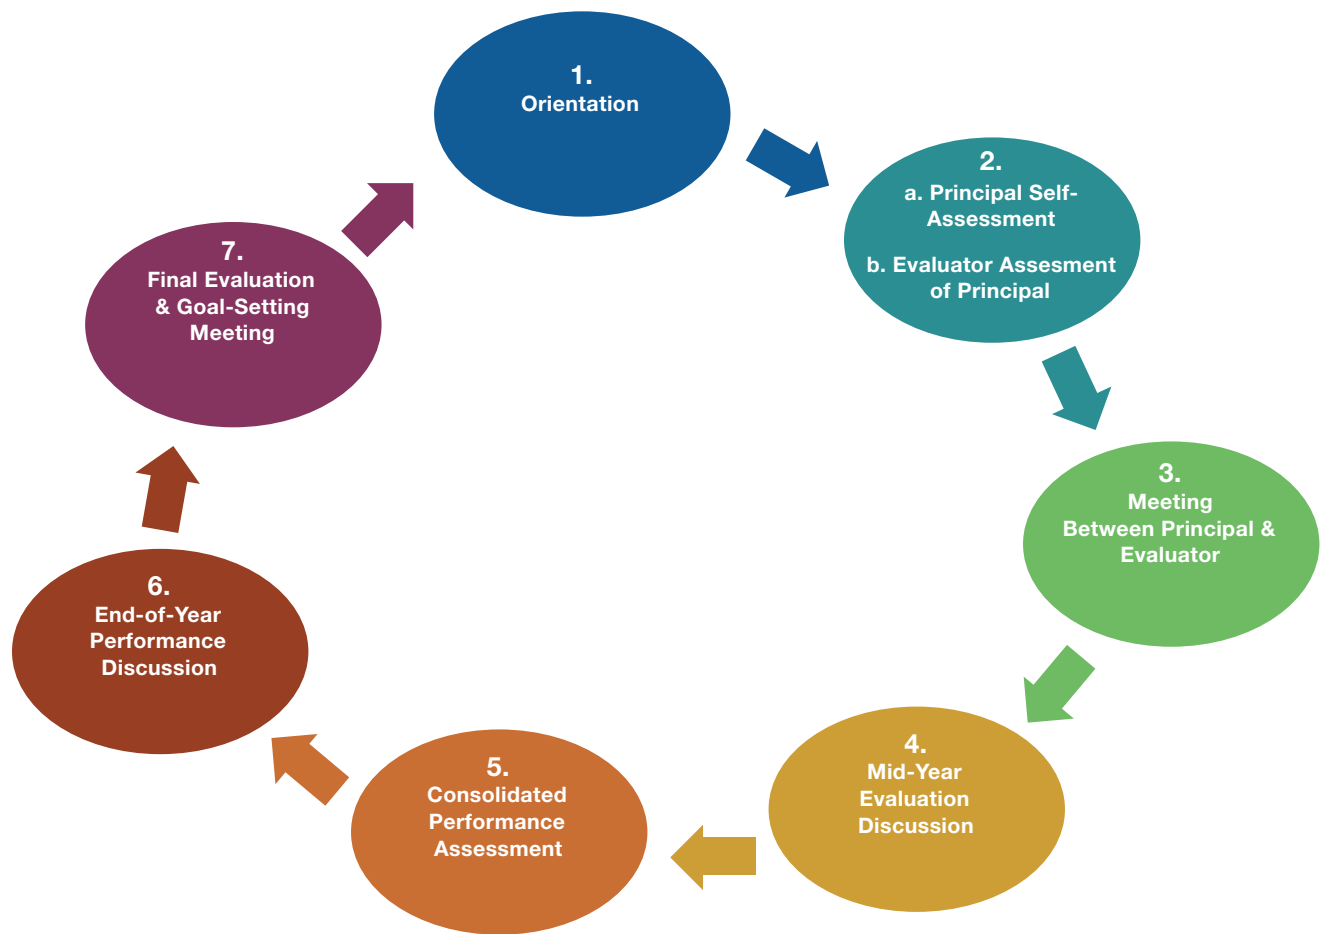 1.
Orientation
2.
a. Principal Self-
Assessment
b. Evaluator Assesment
of Principal
3.
Meeting
Between Principal &
Evaluator
4.
Mid-Year
Evaluation
Discussion
5.
Consolidated
Performance
Assessment
6.
End-of-Year
Performance
Discussion
7.
Final Evaluation
& Goal-Setting
Meeting